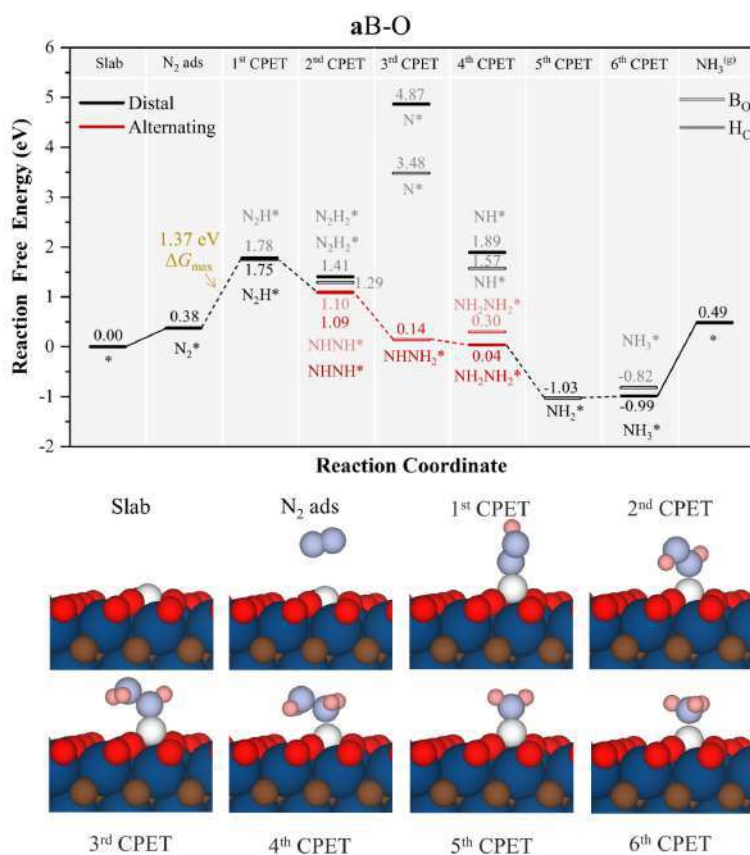 aB-O
Slab N₂ ads 1st CPET 2nd CPET 3rd CPET 4th CPET 5th CPET 6th CPET NH₃(g)
Distal
Alternating
B_O
H_O
Reaction Free Energy (eV)
6
5
4
3
2
1
0
-1
-2
0.00
*
0.38
N₂*
1.37 eV
ΔG_max
N₂H*
1.78
1.75
N₂H*
N₂H₂*
N₂H₂*
1.41
1.29
1.10
1.09
NHNH*
NHNH*
4.87
N*
3.48
N*
0.14
NHNH₂*
NH*
1.89
1.57
NH*
NH₂NH₂*
0.30
0.04
NH₂NH₂*
-1.03
NH₂*
NH₃*
-0.82
-0.99
NH₃*
0.49
*
Reaction Coordinate
Slab N₂ ads 1st CPET 2nd CPET
3rd CPET 4th CPET 5th CPET 6th CPET